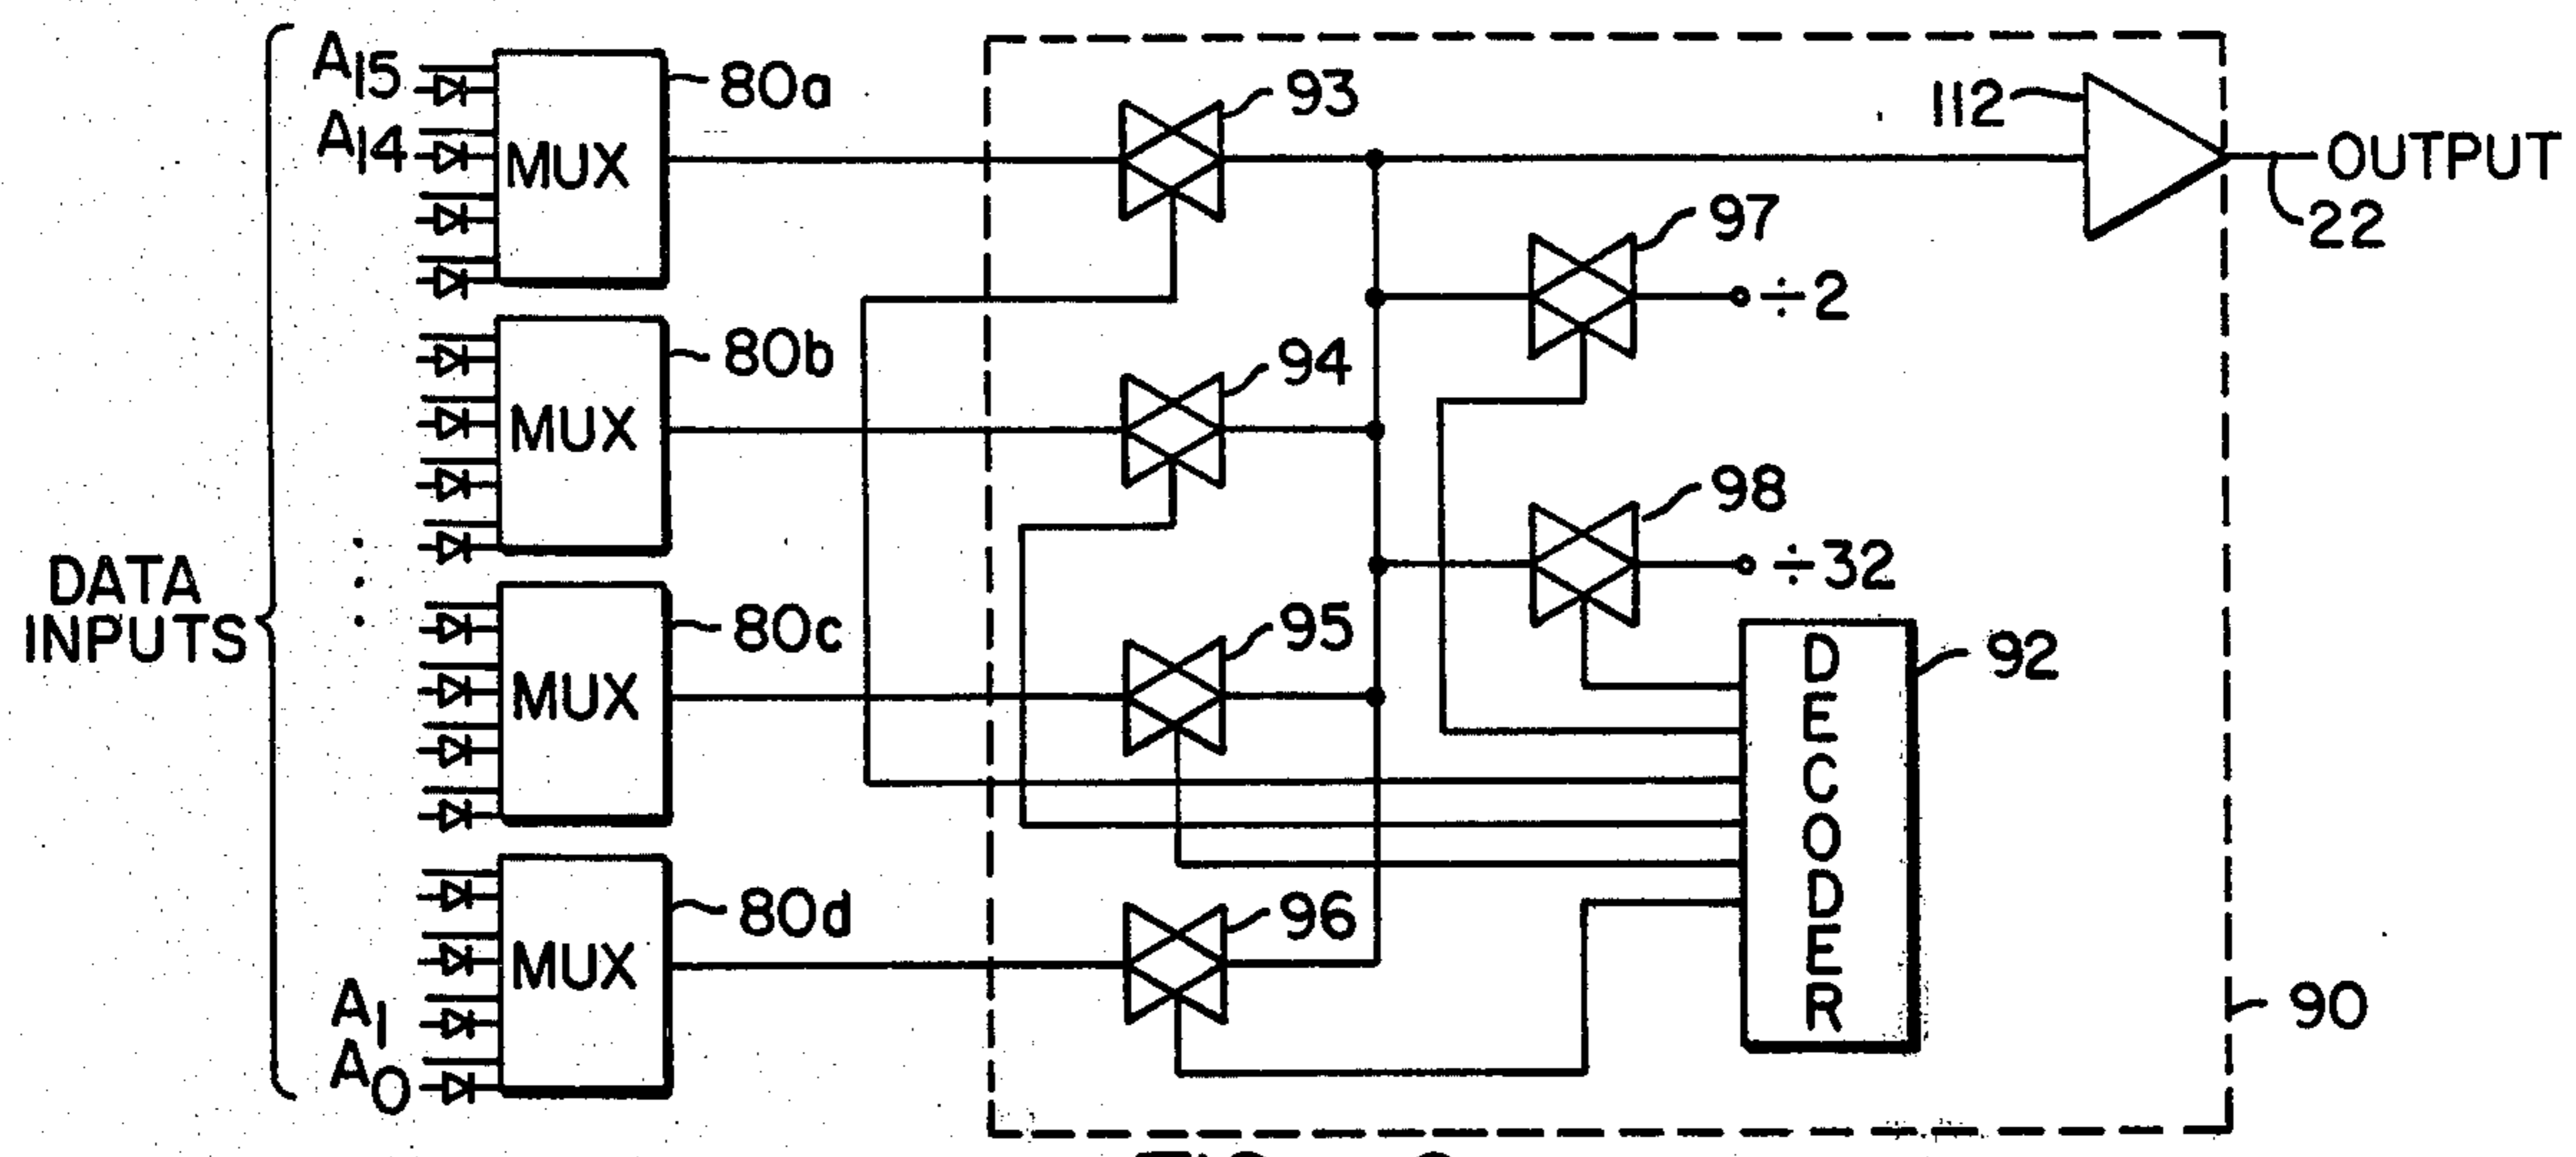 A15
A14
MUX
80a
93
112
OUTPUT
22
97
÷2
MUX
80b
94
98
÷32
DATA
INPUTS
MUX
80c
95
DECODER
92
MUX
80d
96
A1
A0
90